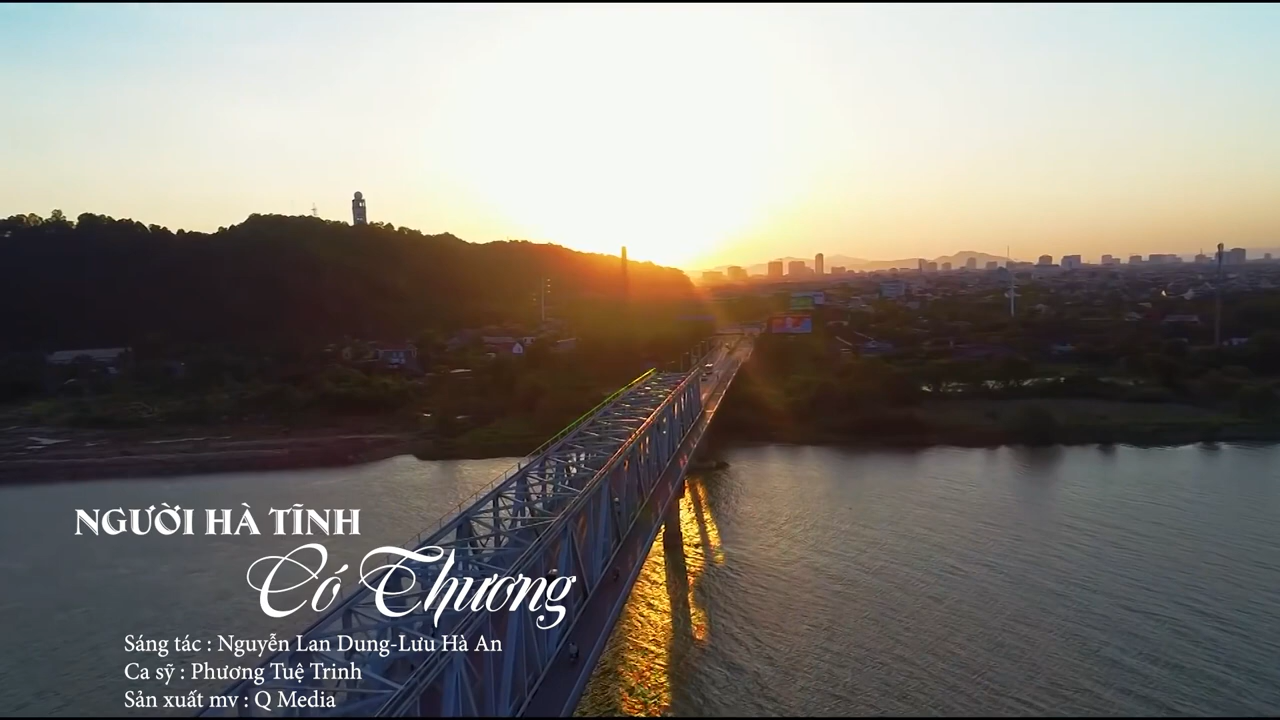 NGƯỜI HÀ TĨNH
Có Thương
Sáng tác : Nguyễn Lan Dung-Lưu Hà An
Ca sỹ : Phương Tuệ Trinh
Sản xuất mv : Q Media